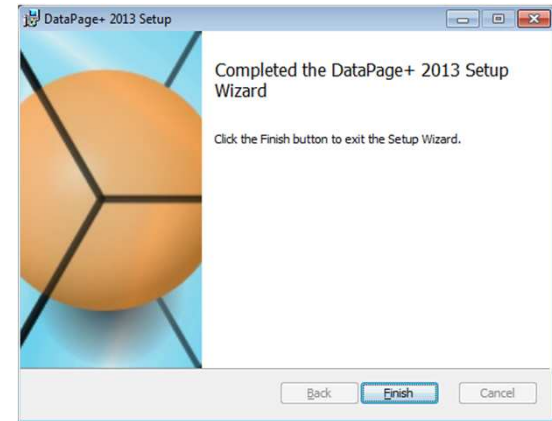 DataPage+ 2013 Setup
Completed the DataPage+ 2013 Setup
Wizard
Click the Finish button to exit the Setup Wizard.
Back Finish Cancel